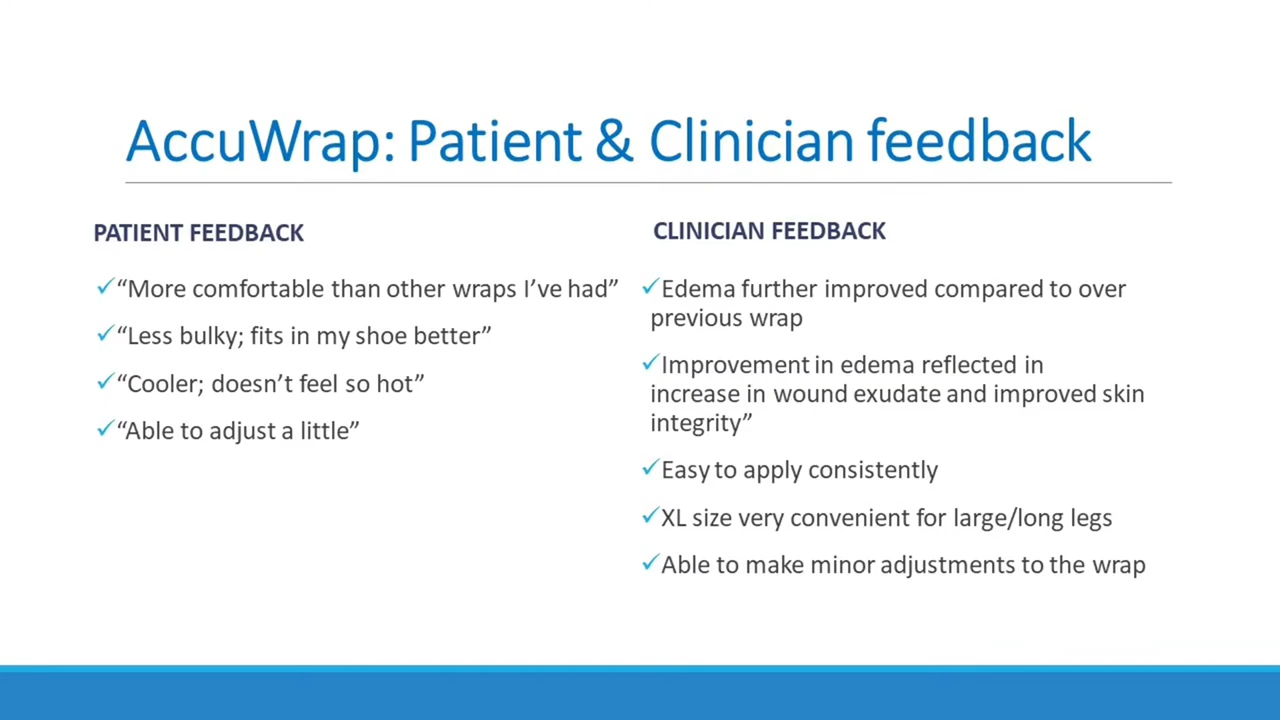 AccuWrap: Patient & Clinician feedback
PATIENT FEEDBACK
✓“More comfortable than other wraps I’ve had”
✓“Less bulky; fits in my shoe better”
✓“Cooler; doesn’t feel so hot”
✓“Able to adjust a little”
CLINICIAN FEEDBACK
✓Edema further improved compared to over
previous wrap
✓Improvement in edema reflected in
increase in wound exudate and improved skin
integrity”
✓Easy to apply consistently
✓XL size very convenient for large/long legs
✓Able to make minor adjustments to the wrap